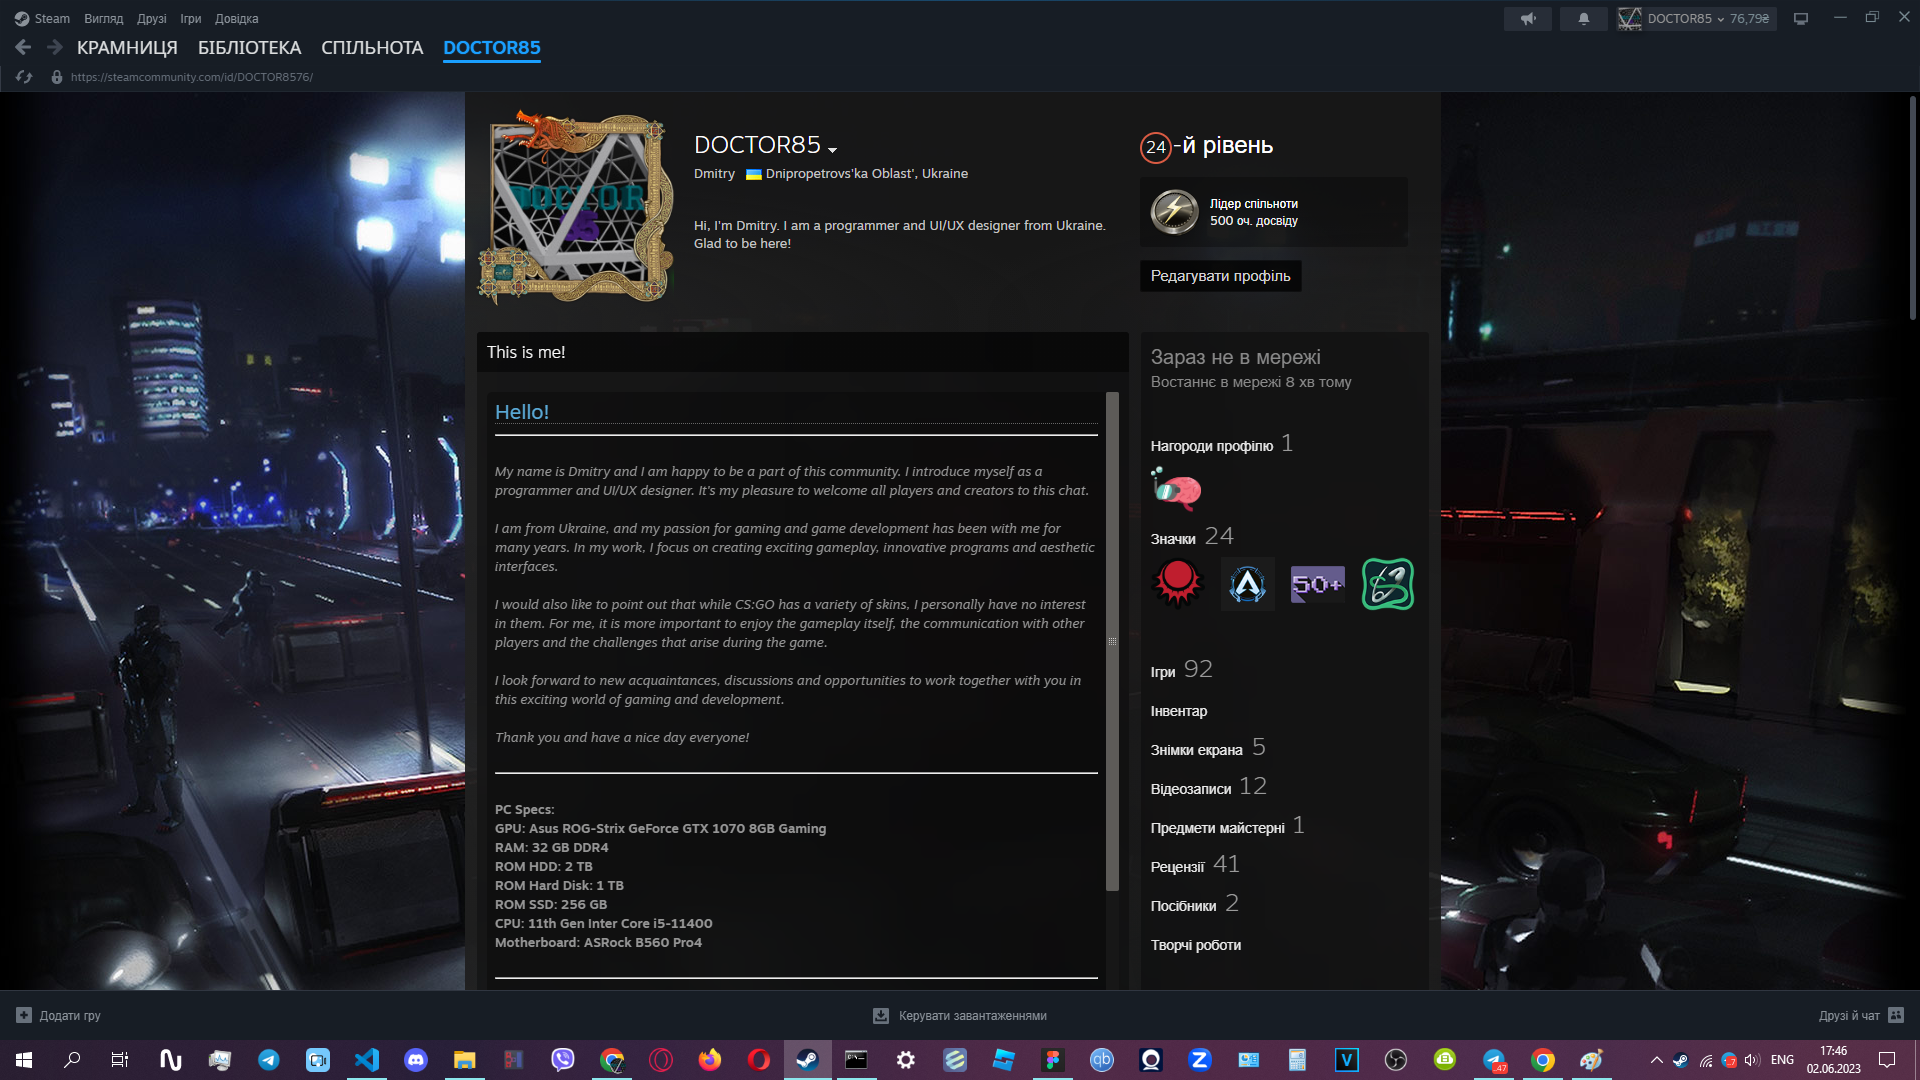 Steam Вигляд Друзі Ігри Довідка
DOCTOR85 76,79₴
КРАМНИЦЯ БІБЛІОТЕКА СПІЛЬНОТА DOCTOR85
https://steamcommunity.com/id/DOCTOR8576/
DOCTOR
85
DOCTOR85
Dmitry Dnipropetrovs'ka Oblast', Ukraine
Hi, I'm Dmitry. I am a programmer and UI/UX designer from Ukraine.
Glad to be here!
24-й рівень
Лідер спільноти
500 оч. досвіду
Редагувати профіль
This is me!
Hello!
My name is Dmitry and I am happy to be a part of this community. I introduce myself as a
programmer and UI/UX designer. It's my pleasure to welcome all players and creators to this chat.
I am from Ukraine, and my passion for gaming and game development has been with me for
many years. In my work, I focus on creating exciting gameplay, innovative programs and aesthetic
interfaces.
I would also like to point out that while CS:GO has a variety of skins, I personally have no interest
in them. For me, it is more important to enjoy the gameplay itself, the communication with other
players and the challenges that arise during the game.
I look forward to new acquaintances, discussions and opportunities to work together with you in
this exciting world of gaming and development.
Thank you and have a nice day everyone!
PC Specs:
GPU: Asus ROG-Strix GeForce GTX 1070 8GB Gaming
RAM: 32 GB DDR4
ROM HDD: 2 TB
ROM Hard Disk: 1 TB
ROM SSD: 256 GB
CPU: 11th Gen Inter Core i5-11400
Motherboard: ASRock B560 Pro4
Зараз не в мережі
Востаннє в мережі 8 хв тому
Нагороди профілю 1
Значки 24
50+
Ігри 92
Інвентар
Знімки екрана 5
Відеозаписи 12
Предмети майстерні 1
Рецензії 41
Посібники 2
Творчі роботи
Додати гру
Керувати завантаженнями
Друзі й чат
qb
Z
V
ENG
17:46
02.06.2023